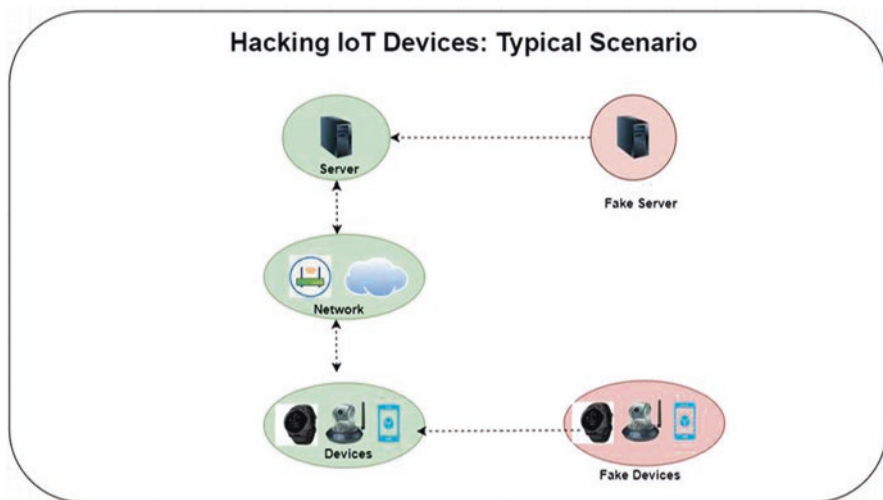 Hacking IoT Devices: Typical Scenario
Server
Fake Server
Network
Devices
Fake Devices